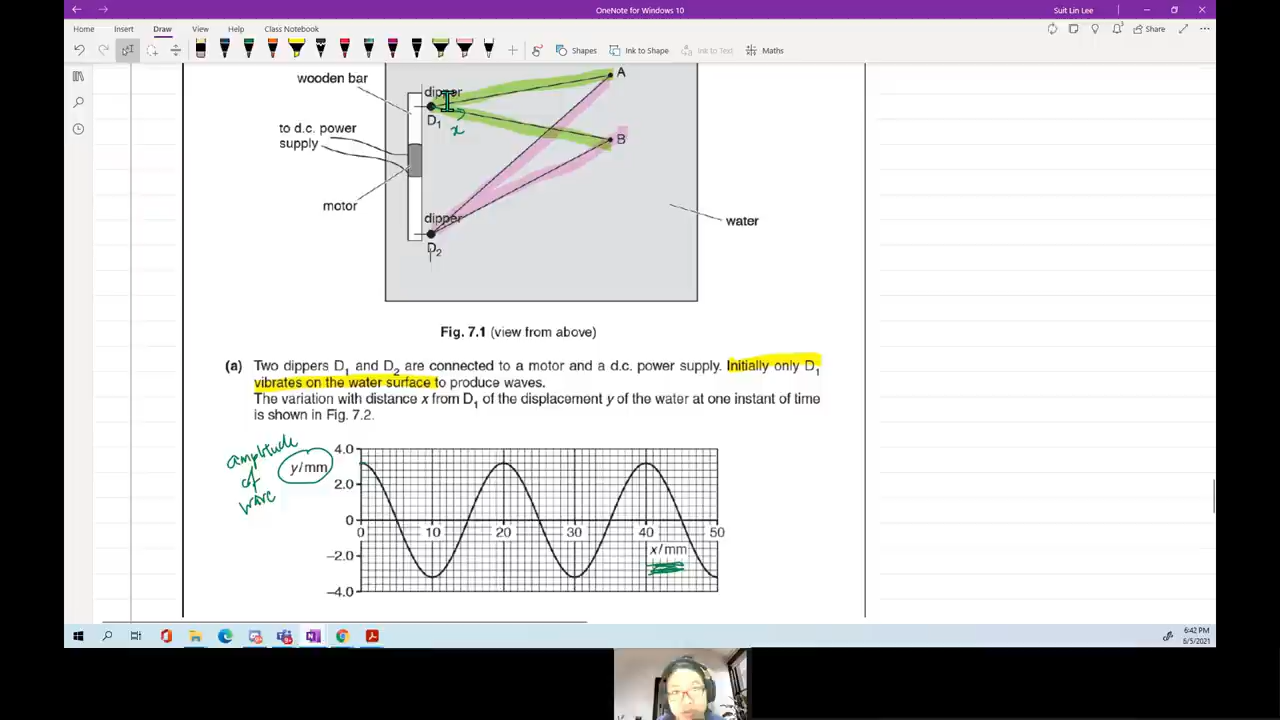 OneNote for Windows 10
Suit Lin Lee
Home Insert Draw View Help Class Notebook
Shapes Ink to Shape Ink to Text Maths Share
wooden bar
dipper
A
D1
x
to d.c. power
supply
B
motor
dipper
water
D2
Fig. 7.1 (view from above)
(a) Two dippers D1 and D2 are connected to a motor and a d.c. power supply. Initially only D1
vibrates on the water surface to produce waves.
The variation with distance x from D1 of the displacement y of the water at one instant of time
is shown in Fig. 7.2.
amplitude
of
wave
y/mm
4.0
2.0
0
0 10 20 30 40 50
x/mm
–2.0
–4.0
6:42 PM
6/5/2021